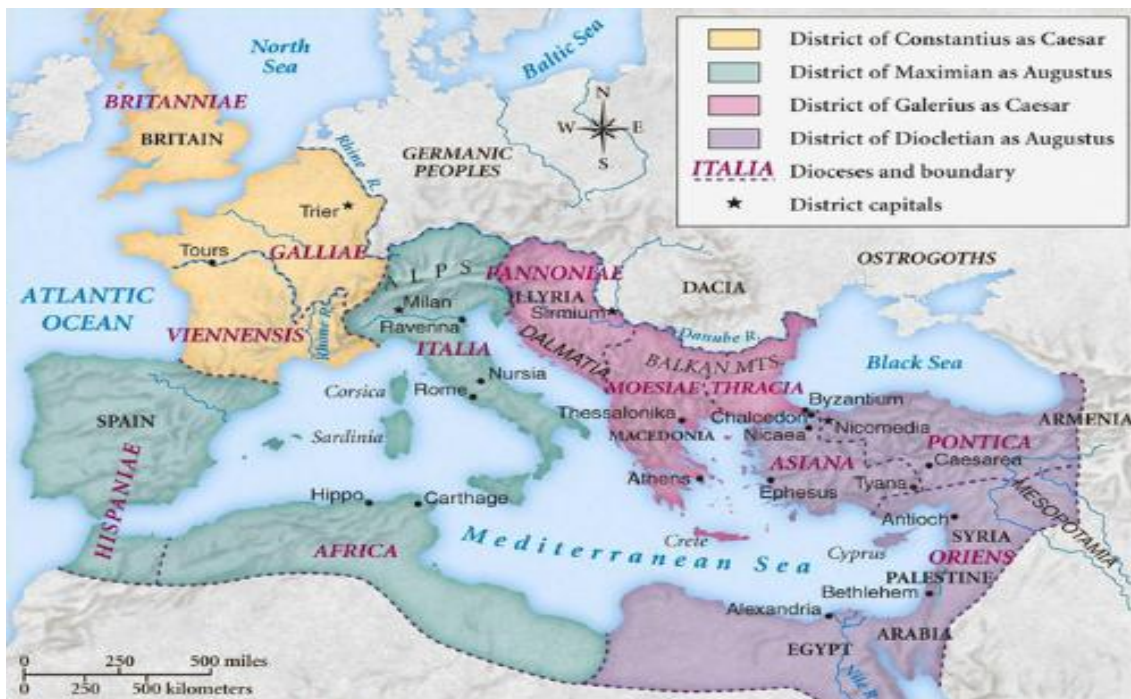 North
Sea
Baltic Sea
District of Constantius as Caesar
District of Maximian as Augustus
District of Galerius as Caesar
District of Diocletian as Augustus
ITALIA Dioceses and boundary
★ District capitals
N
W E
S
BRITANNIAE
BRITAIN
Rhine R.
GERMANIC
PEOPLES
Trier
Tours
GALLIAE
ATLANTIC
OCEAN
VIENNENSIS
Rhone R.
ALPS
Milan
Ravenna
ITALIA
PANNONIAE
ILLYRIA
Sirmium
DACIA
OSTROGOTHS
Danube R.
DALMATIA
BALKAN MTS.
Black Sea
Corsica
Rome
Nursia
MOESIAE
THRACIA
Byzantium
SPAIN
Sardinia
Thessalonika
MACEDONIA
Chalcedon
Nicaea
Nicomedia
ARMENIA
PONTICA
Caesarea
HISPANIAE
Athens
ASIANA
Ephesus
Tyana
MESOPOTAMIA
Hippo
Carthage
Antioch
SYRIA
AFRICA
Mediterranean Sea
Crete
Cyprus
ORIENS
PALESTINE
Bethlehem
Alexandria
EGYPT
ARABIA
Nile R.
0 250 500 miles
0 250 500 kilometers